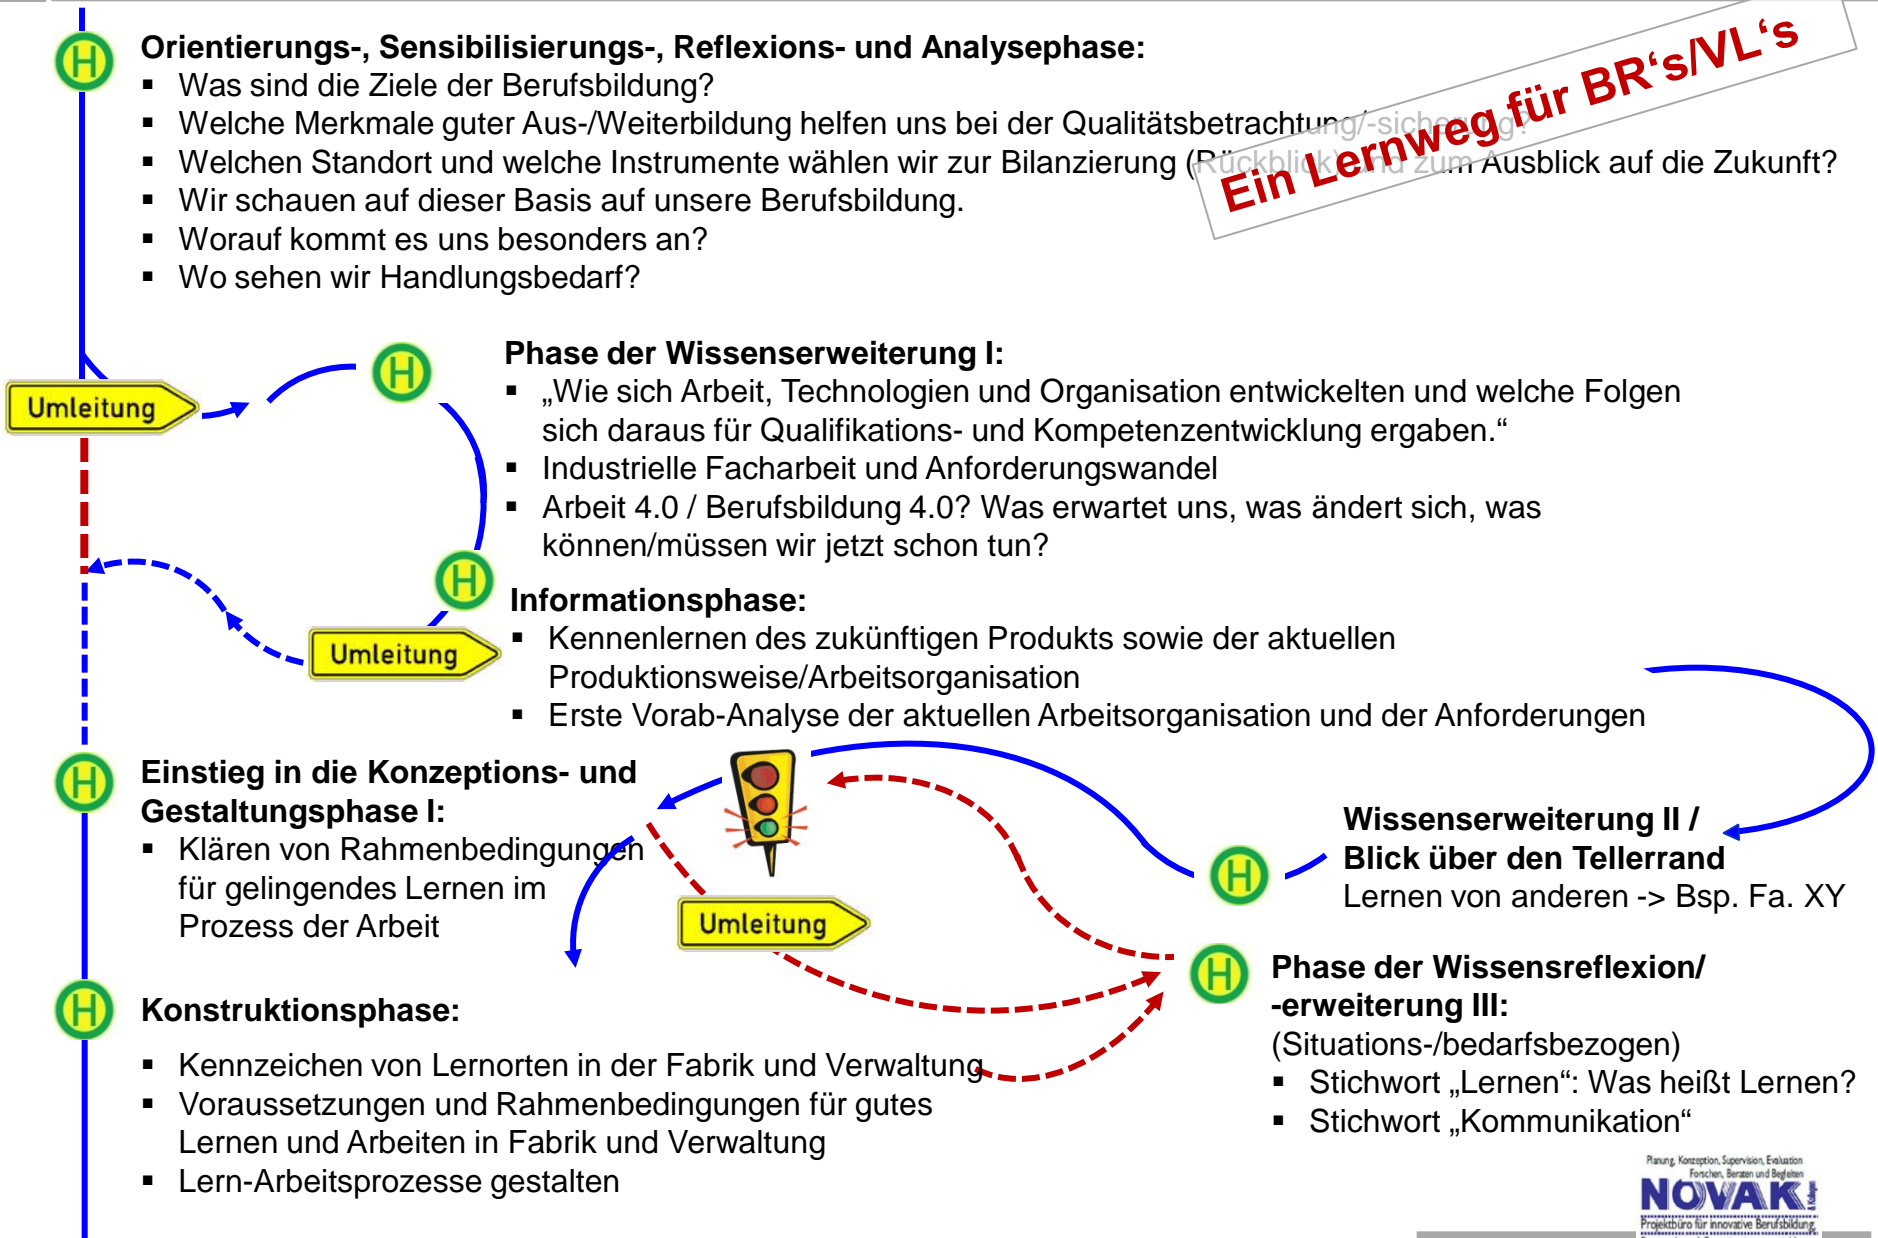 Ein Lernweg für BR‘s/VL‘s
H
Orientierungs-, Sensibilisierungs-, Reflexions- und Analysephase:
▪ Was sind die Ziele der Berufsbildung?
▪ Welche Merkmale guter Aus-/Weiterbildung helfen uns bei der Qualitätsbetrachtung/-sicherung?
▪ Welchen Standort und welche Instrumente wählen wir zur Bilanzierung (Rückblick) und zum Ausblick auf die Zukunft?
▪ Wir schauen auf dieser Basis auf unsere Berufsbildung.
▪ Worauf kommt es uns besonders an?
▪ Wo sehen wir Handlungsbedarf?
Umleitung
H
Phase der Wissenserweiterung I:
▪ „Wie sich Arbeit, Technologien und Organisation entwickelten und welche Folgen
sich daraus für Qualifikations- und Kompetenzentwicklung ergaben.“
▪ Industrielle Facharbeit und Anforderungswandel
▪ Arbeit 4.0 / Berufsbildung 4.0? Was erwartet uns, was ändert sich, was
können/müssen wir jetzt schon tun?
H
Informationsphase:
Umleitung
▪ Kennenlernen des zukünftigen Produkts sowie der aktuellen
Produktionsweise/Arbeitsorganisation
▪ Erste Vorab-Analyse der aktuellen Arbeitsorganisation und der Anforderungen
H
Einstieg in die Konzeptions- und
Gestaltungsphase I:
▪ Klären von Rahmenbedingungen
für gelingendes Lernen im
Prozess der Arbeit
Umleitung
H
Wissenserweiterung II /
Blick über den Tellerrand
Lernen von anderen -> Bsp. Fa. XY
H
Phase der Wissensreflexion/
-erweiterung III:
(Situations-/bedarfsbezogen)
▪ Stichwort „Lernen“: Was heißt Lernen?
▪ Stichwort „Kommunikation“
H
Konstruktionsphase:
▪ Kennzeichen von Lernorten in der Fabrik und Verwaltung
▪ Voraussetzungen und Rahmenbedingungen für gutes
Lernen und Arbeiten in Fabrik und Verwaltung
▪ Lern-Arbeitsprozesse gestalten
Planung, Konzeption, Supervision, Evaluation
Forschen, Beraten und Begleiten
NOVAK
& Kollegen
Projektbüro für innovative Berufsbildung,